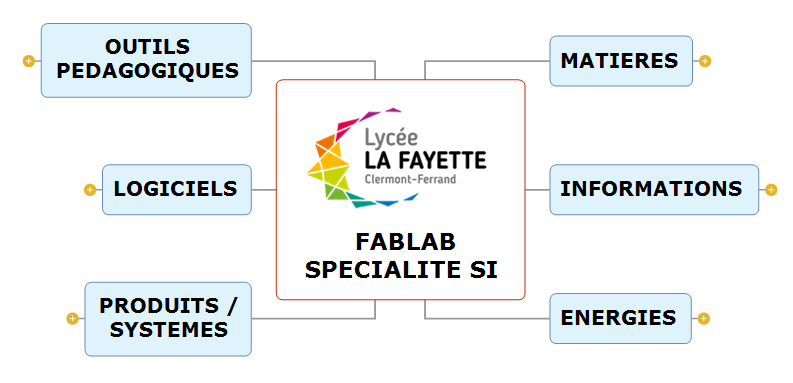 OUTILS
PEDAGOGIQUES
MATIERES
Lycée
LA FAYETTE
Clermont-Ferrand
LOGICIELS
INFORMATIONS
FABLAB
SPECIALITE SI
PRODUITS /
SYSTEMES
ENERGIES